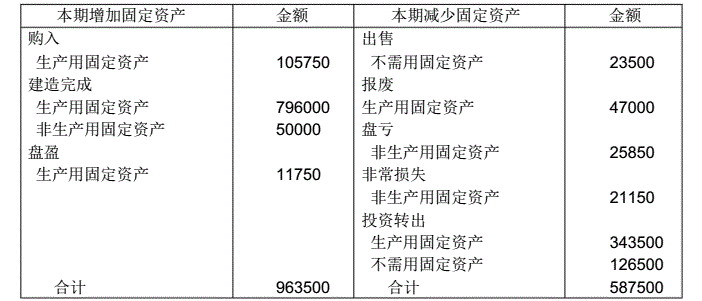 本期增加固定资产 金额 本期减少固定资产 金额
购入 出售
生产用固定资产 105750 不需用固定资产 23500
建造完成 报废
生产用固定资产 796000 生产用固定资产 47000
非生产用固定资产 50000 盘亏
盘盈 非生产用固定资产 25850
生产用固定资产 11750 非常损失
非生产用固定资产 21150
投资转出
生产用固定资产 343500
不需用固定资产 126500
合计 963500 合计 587500